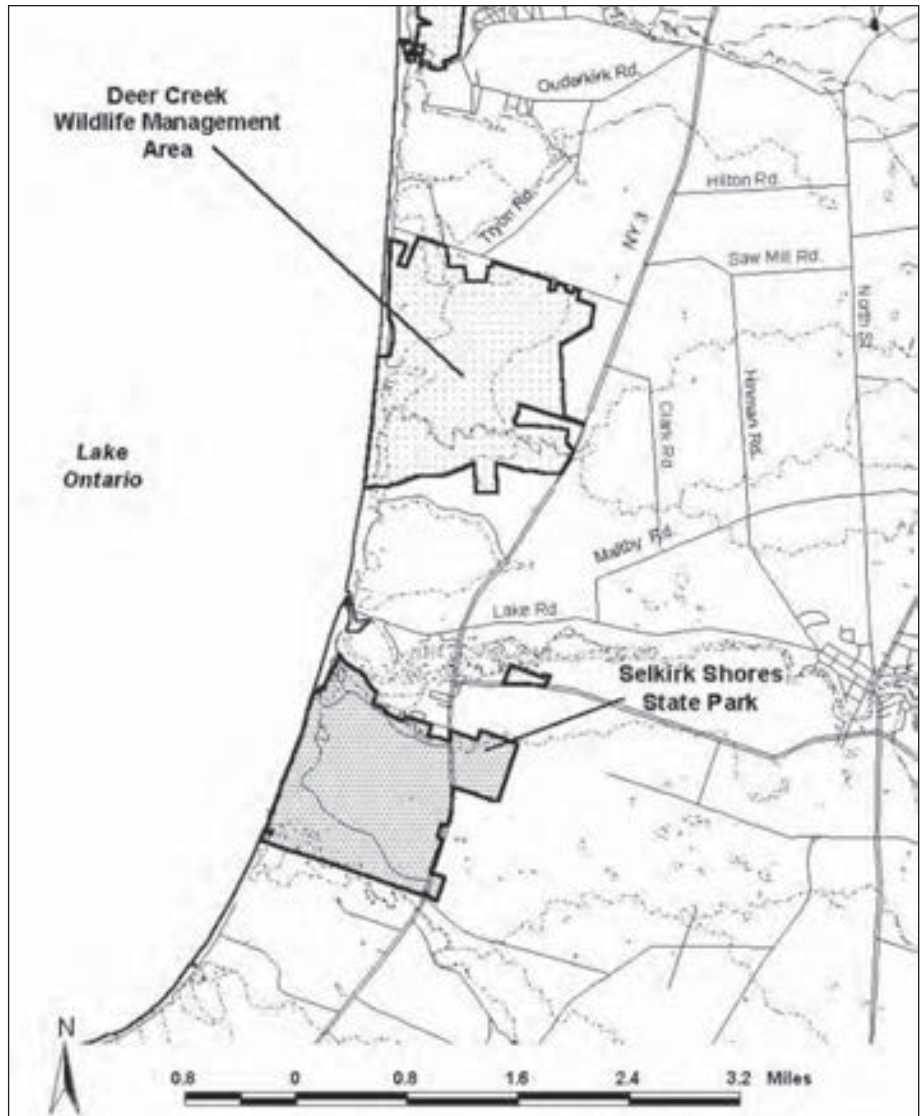 Deer Creek
Wildlife Management
Area
Ouderkirk Rd.
Hilton Rd.
Tryon Rd.
NY 3
Saw Mill Rd.
North St
Hinman Rd.
Clark Rd
Lake
Ontario
Maltby Rd.
Lake Rd.
Selkirk Shores
State Park
N
0.8 0 0.8 1.6 2.4 3.2 Miles